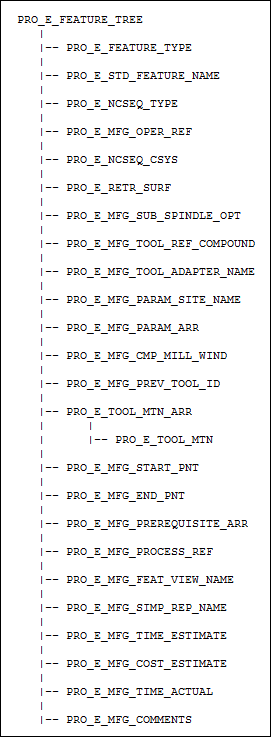 PRO_E_FEATURE_TREE
|-- PRO_E_FEATURE_TYPE
|-- PRO_E_STD_FEATURE_NAME
|-- PRO_E_NCSEQ_TYPE
|-- PRO_E_MFG_OPER_REF
|-- PRO_E_NCSEQ_CSYS
|-- PRO_E_RETR_SURF
|-- PRO_E_MFG_SUB_SPINDLE_OPT
|-- PRO_E_MFG_TOOL_REF_COMPOUND
|-- PRO_E_MFG_TOOL_ADAPTER_NAME
|-- PRO_E_MFG_PARAM_SITE_NAME
|-- PRO_E_MFG_PARAM_ARR
|-- PRO_E_MFG_CMP_MILL_WIND
|-- PRO_E_MFG_PREV_TOOL_ID
|-- PRO_E_TOOL_MTN_ARR
|-- PRO_E_TOOL_MTN
|-- PRO_E_MFG_START_PNT
|-- PRO_E_MFG_END_PNT
|-- PRO_E_MFG_PREREQUISITE_ARR
|-- PRO_E_MFG_PROCESS_REF
|-- PRO_E_MFG_FEAT_VIEW_NAME
|-- PRO_E_MFG_SIMP_REP_NAME
|-- PRO_E_MFG_TIME_ESTIMATE
|-- PRO_E_MFG_COST_ESTIMATE
|-- PRO_E_MFG_TIME_ACTUAL
|-- PRO_E_MFG_COMMENTS